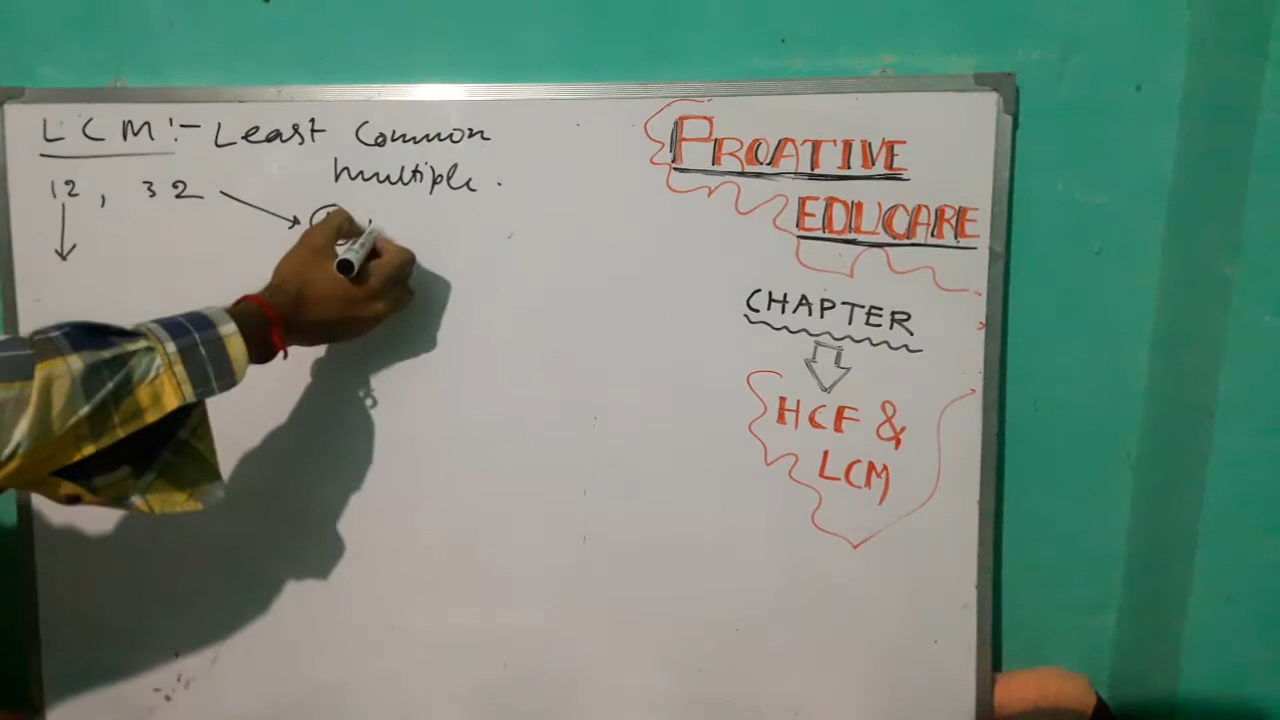 LCM :- Least Common
multiple.
12, 32
PROATIVE
EDUCARE
CHAPTER
HCF &
LCM